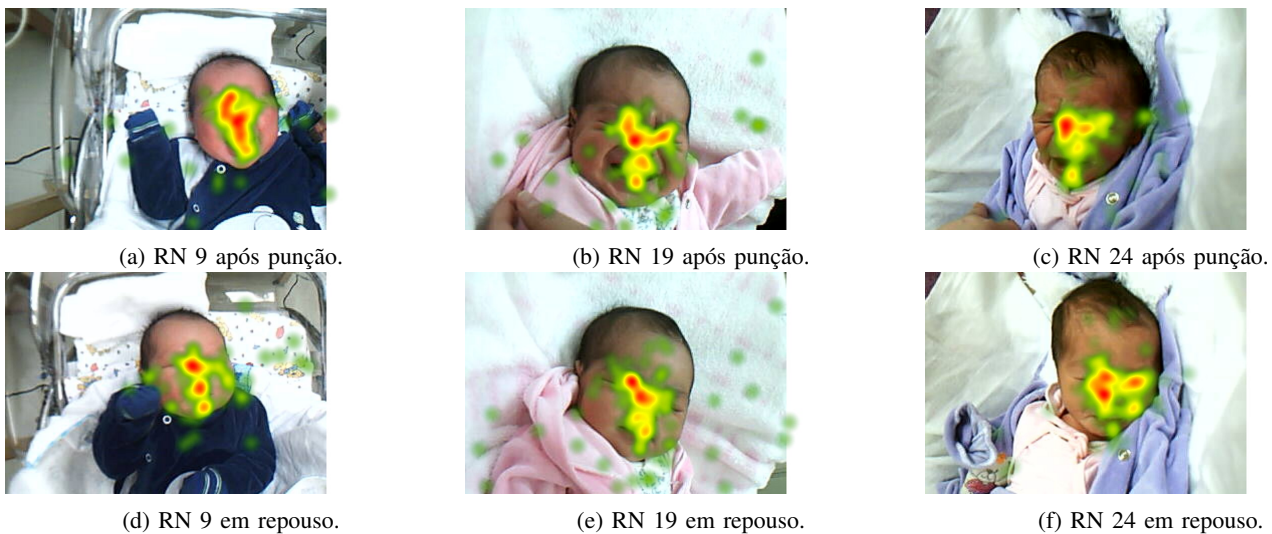 (a) RN 9 após punção.
(b) RN 19 após punção.
(c) RN 24 após punção.
(d) RN 9 em repouso.
(e) RN 19 em repouso.
(f) RN 24 em repouso.